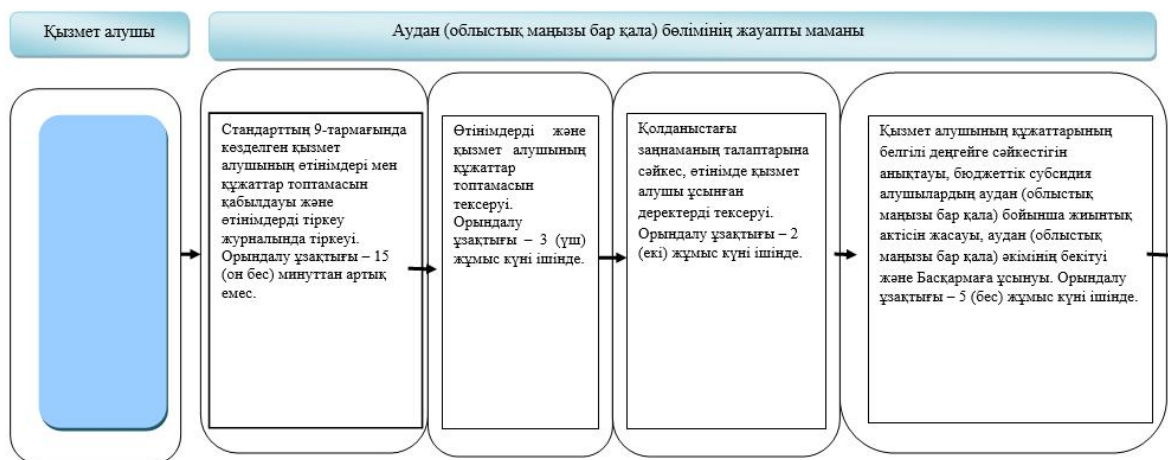 Қызмет алушы
Аудан (облыстық маңызы бар қала) бөлімінің жауапты маманы
Стандарттың 9-тармағында
көзделген қызмет
алушының өтінімдері мен
құжаттар топтамасын
қабылдауы және
өтінімдерді тіркеу
журналында тіркеуі.
Орындалу ұзақтығы – 15
(он бес) минуттан артық
емес.
Өтінімдерді және
қызмет алушының
құжаттар
топтамасын
тексеруі.
Орындалу
ұзақтығы – 3 (үш)
жұмыс күні ішінде.
Қолданыстағы
заңнаманың талаптарына
сәйкес, өтінімде қызмет
алушы ұсынған
деректерді тексеруі.
Орындалу ұзақтығы – 2
(екі) жұмыс күні ішінде.
Қызмет алушының құжаттарының
белгілі деңгейге сәйкестігін
анықтауы, бюджеттік субсидия
алушылардың аудан (облыстық
маңызы бар қала) бойынша жиынтық
актісін жасауы, аудан (облыстық
маңызы бар қала) әкімінің бекітуі
және Басқармаға ұсынуы. Орындалу
ұзақтығы – 5 (бес) жұмыс күні ішінде.